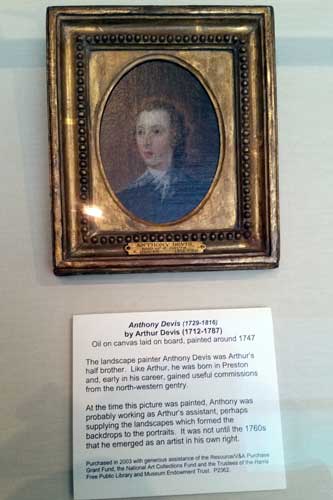 ANTHONY DEVIS
Anthony Devis (1729-1816)
by Arthur Devis (1712-1787)
Oil on canvas laid on board, painted around 1747
The landscape painter Anthony Devis was Arthur's
half brother. Like Arthur, he was born in Preston
and, early in his career, gained useful commissions
from the north-western gentry.
At the time this picture was painted, Anthony was
probably working as Arthur's assistant, perhaps
supplying the landscapes which formed the
backdrops to the portraits. It was not until the 1760s
that he emerged as an artist in his own right.
Purchased in 2003 with generous assistance of the Resource/V&A Purchase
Grant Fund, the National Art Collections Fund and the Trustees of the Harris
Free Public Library and Museum Endowment Trust. P2362.